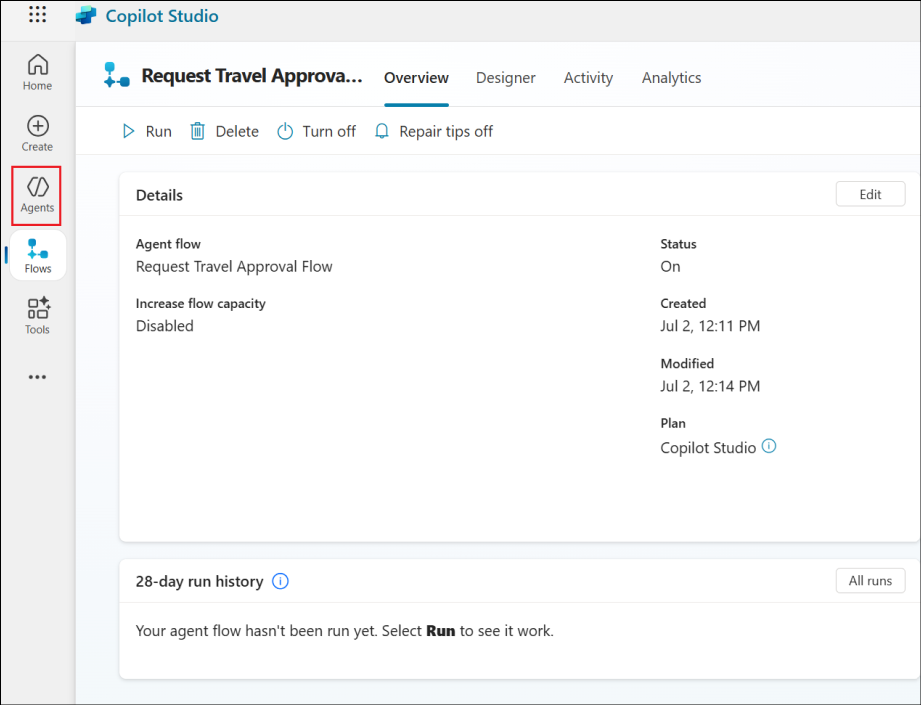 Copilot Studio
Home
Create
Agents
Flows
Tools
Request Travel Approva...
Overview
Designer
Activity
Analytics
Run
Delete
Turn off
Repair tips off
Details
Edit
Agent flow
Request Travel Approval Flow
Increase flow capacity
Disabled
Status
On
Created
Jul 2, 12:11 PM
Modified
Jul 2, 12:14 PM
Plan
Copilot Studio
28-day run history
All runs
Your agent flow hasn't been run yet. Select Run to see it work.